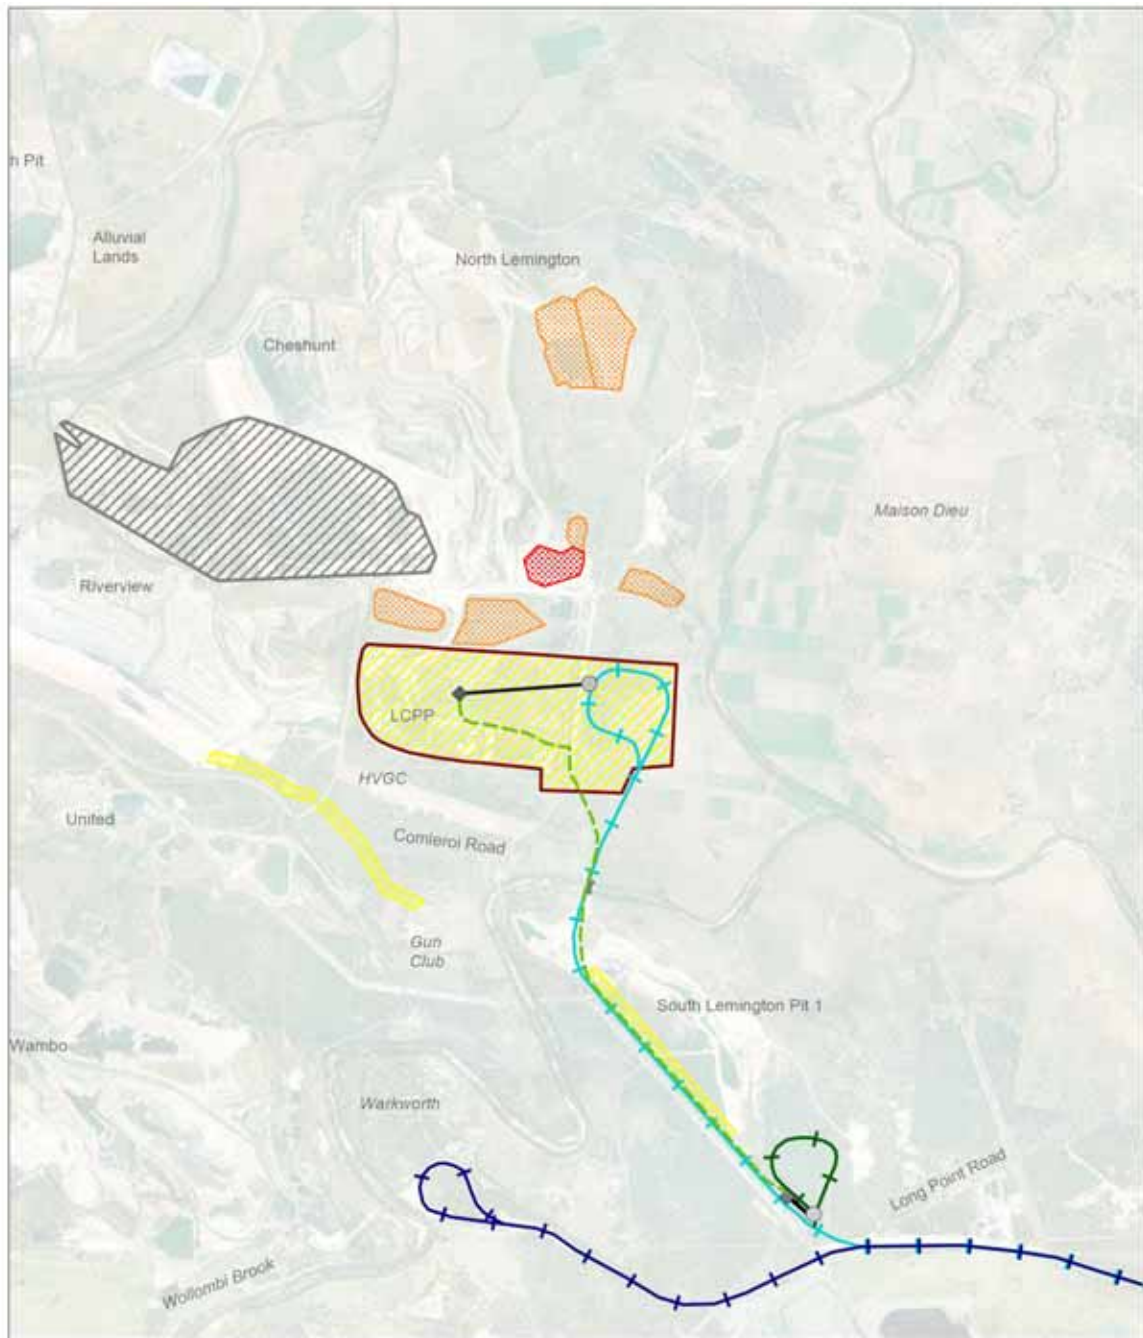 h Pit
Alluvial
Lands
North Lemington
Cheshunt
Maison Dieu
Riverview
LCPP
HVGC
United
Comleroi Road
Gun
Club
South Lemington Pit 1
Wambo
Warkworth
Long Point Road
Wollombi Brook